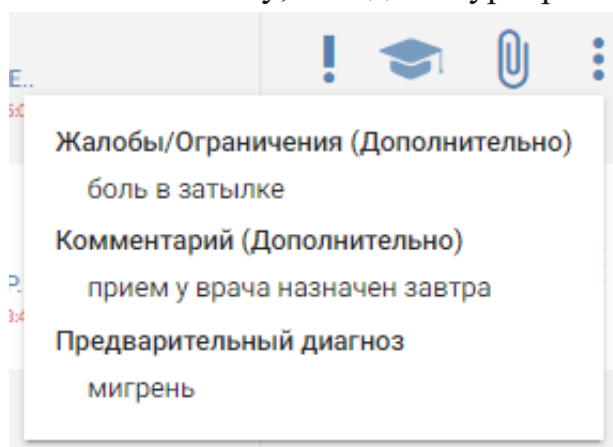 Е..
Жалобы/Ограничения (Дополнительно)
боль в затылке
Комментарий (Дополнительно)
прием у врача назначен завтра
Предварительный диагноз
мигрень